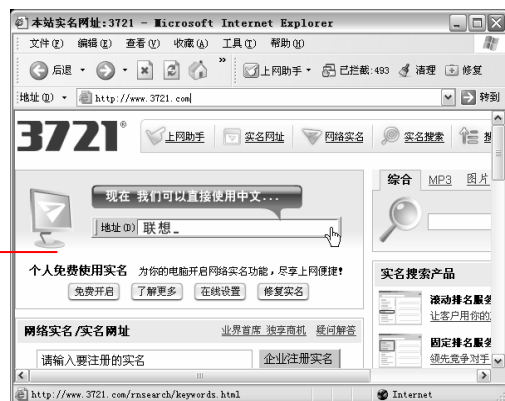 本站实名网址:3721 - Microsoft Internet Explorer
文件(F) 编辑(E) 查看(V) 收藏(A) 工具(T) 帮助(H)
后退 » 上网助手 已拦截:493 清理 修复
地址(D) http://www.3721.com 转到
3721® 上网助手 实名网址 网络实名 实名搜索
现在 我们可以直接使用中文...
地址(D) 联想_
综合 MP3 图片
个人免费使用实名 为你的电脑开启网络实名功能，尽享上网便捷!
免费开启 了解更多 在线设置 修复实名
实名搜索产品
滚动排名服务
让客户用你的
网络实名/实名网址 业界首席 独享商机 疑问解答
请输入要注册的实名 企业注册实名
固定排名服务
领先竞争对手
http://www.3721.com/rnsearch/keywords.html Internet